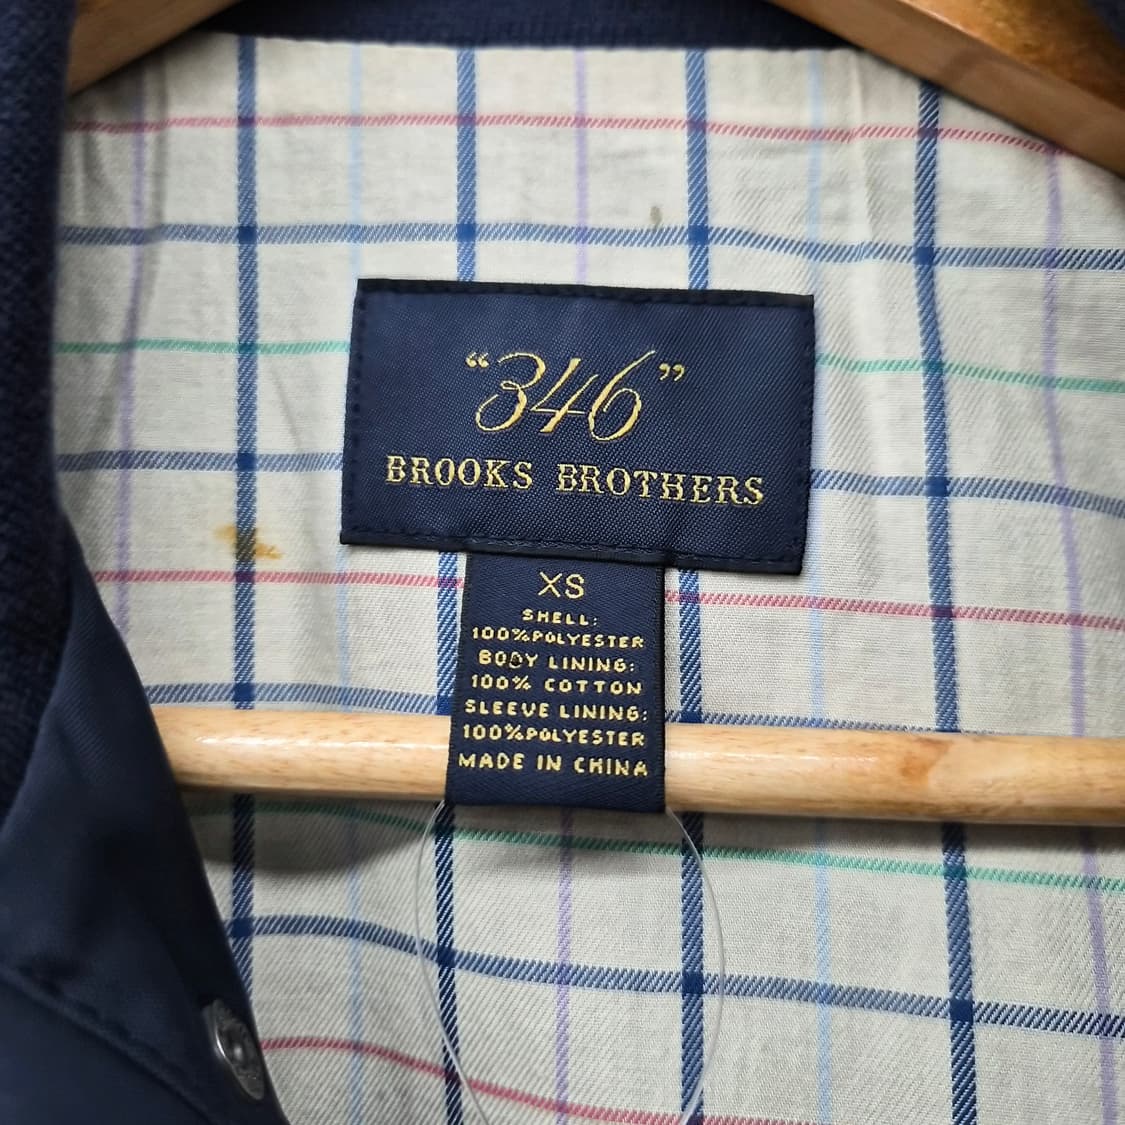 “346”
BROOKS BROTHERS
XS
SHELL:
100%POLYESTER
BODY LINING:
100% COTTON
SLEEVE LINING:
100%POLYESTER
MADE IN CHINA